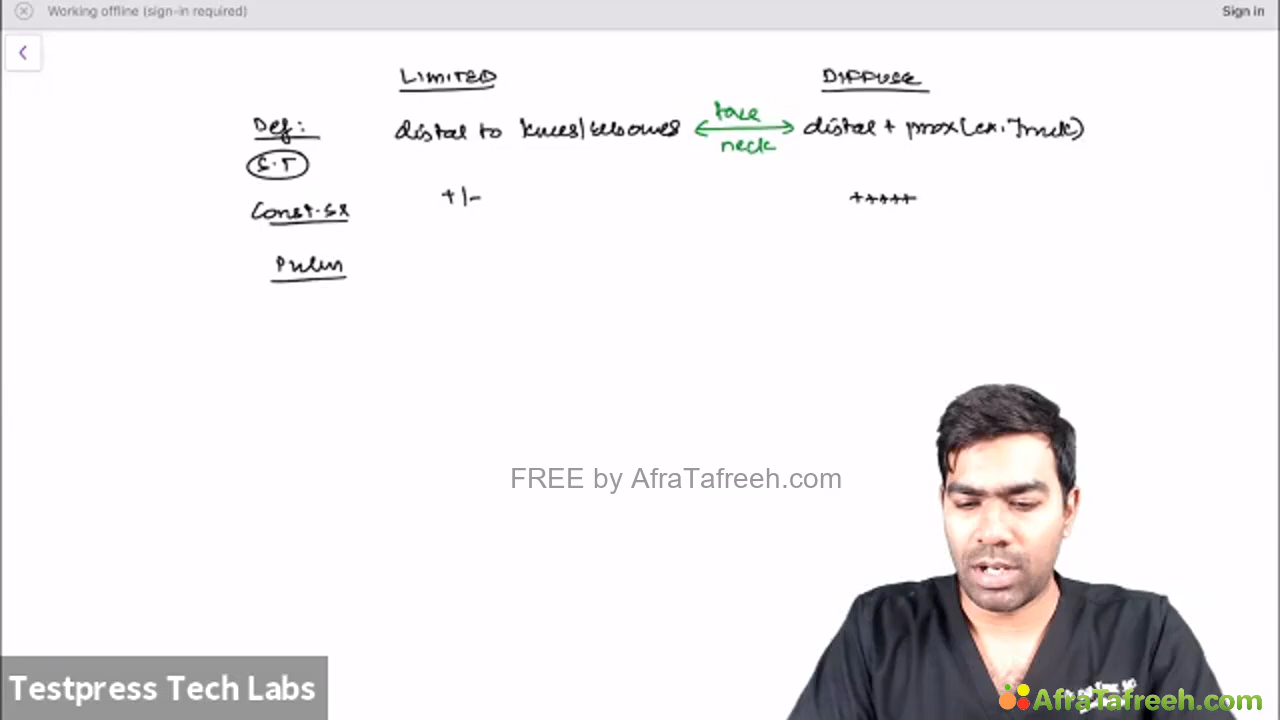 Working offline (sign-in required)
Sign in
LIMITED
DIFFUSE
Def:
distal to knees/elbows
face
neck
distal + prox (ex. Trunk)
S.T
Const. Sx
+/-
+++++
Pulm
FREE by AfraTafreeh.com
Testpress Tech Labs
AfraTafreeh.com